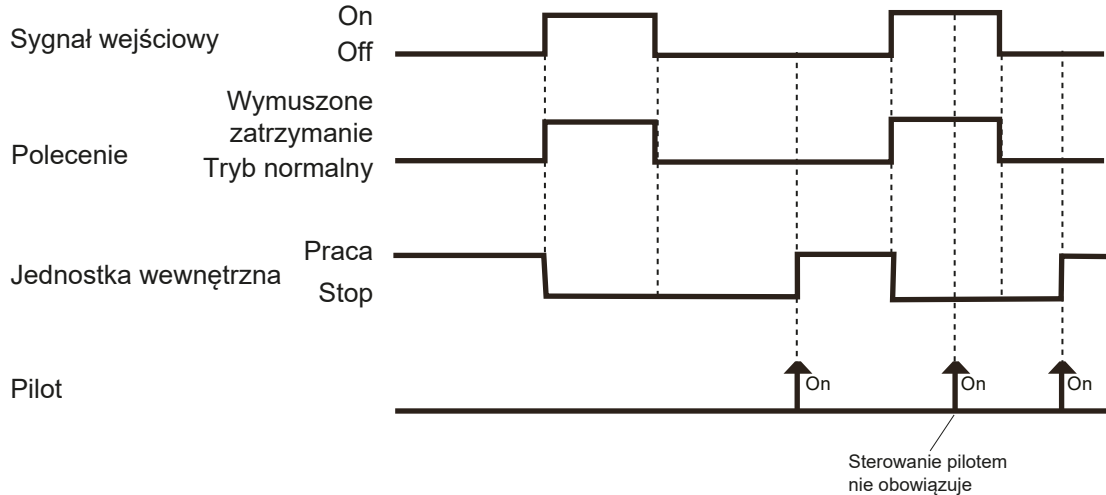 Sygnał wejściowy
On
Off
Polecenie
Wymuszone
zatrzymanie
Tryb normalny
Jednostka wewnętrzna
Praca
Stop
Pilot
On
On
On
Sterowanie pilotem
nie obowiązuje